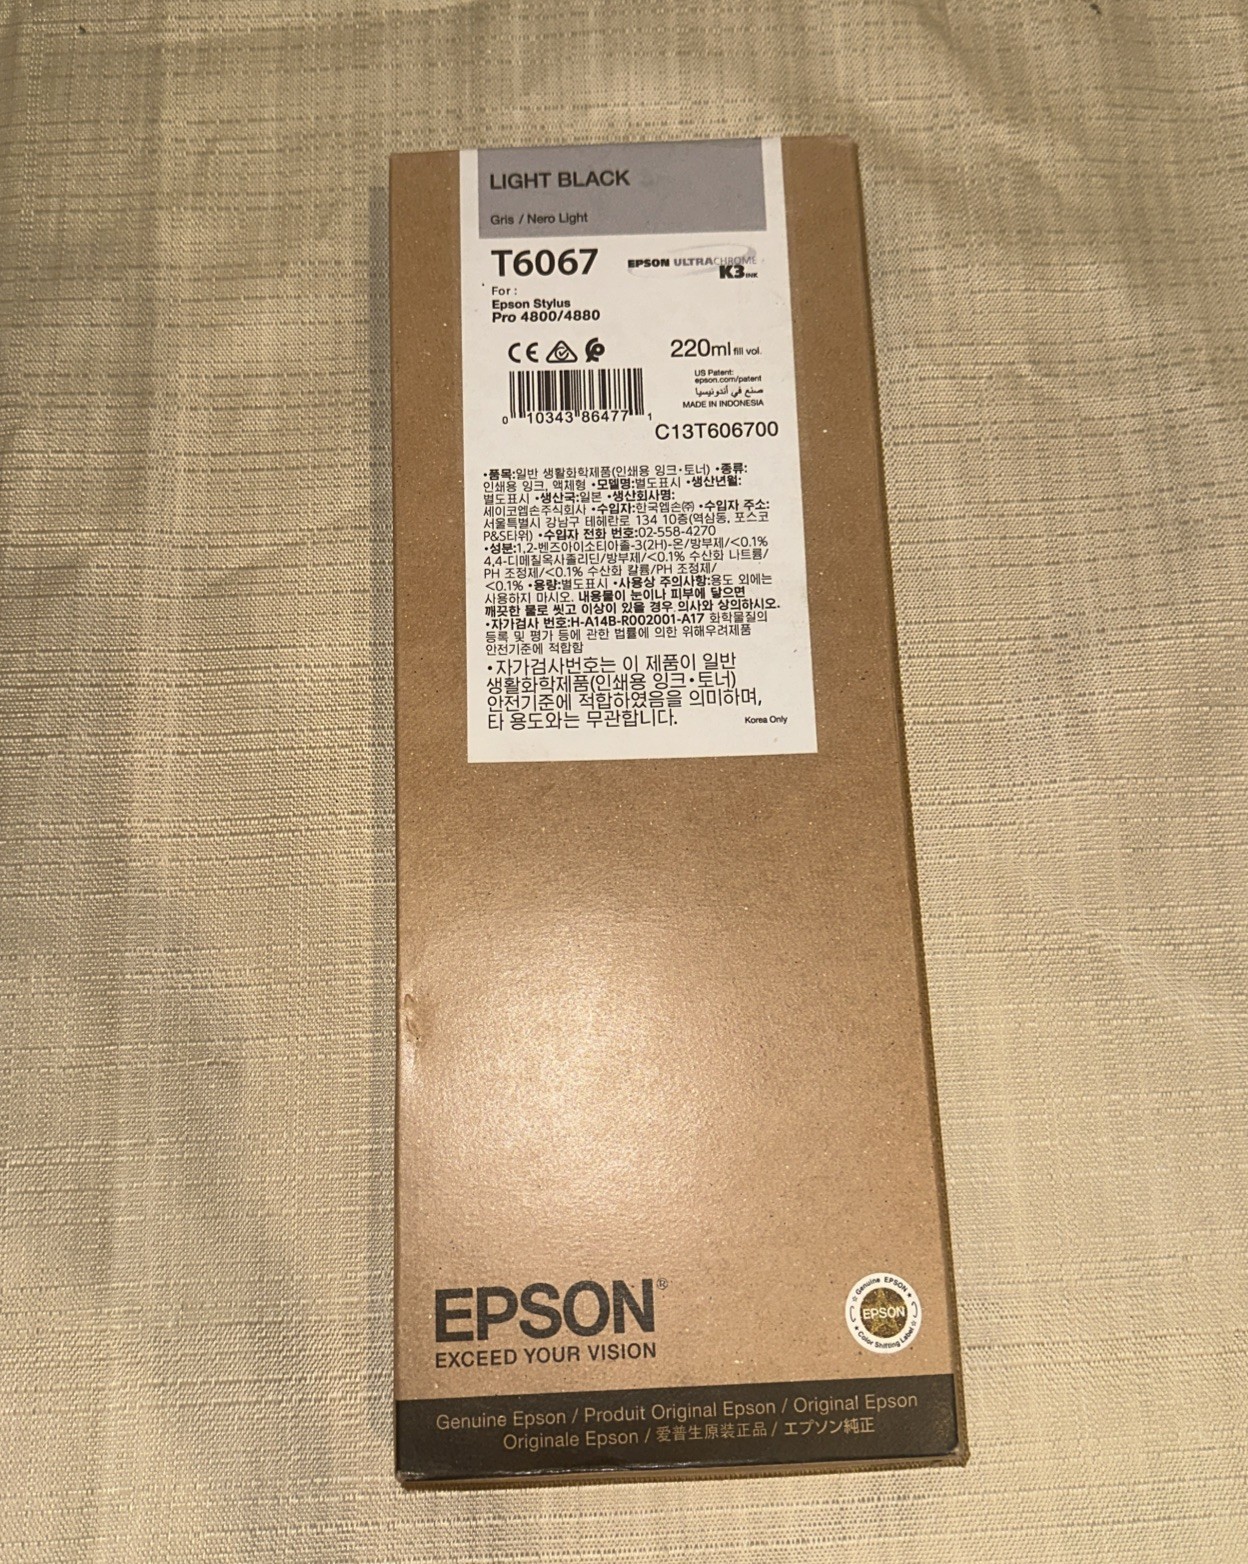 LIGHT BLACK
Gris / Nero Light
T6067
EPSON ULTRACHROME
K3 INK
For :
Epson Stylus
Pro 4800/4880
CE
220ml fill vol.
US Patent:
epson.com/patent
صنع في أندونيسيا
MADE IN INDONESIA
0 10343 86477 1
C13T606700
•품목:일반 생활화학제품(인쇄용 잉크•토너) •종류:
인쇄용 잉크, 액체형 •모델명:별도표시 •생산년월:
별도표시 •생산국:일본 •생산회사명:
세이코엡손주식회사 •수입자:한국엡손㈜ •수입자 주소:
서울특별시 강남구 테헤란로 134 10층(역삼동, 포스코
P&S타워) •수입자 전화 번호:02-558-4270
•성분:1,2-벤즈아이소티아졸-3(2H)-온/방부제/<0.1%
4,4-디메칠옥사졸리딘/방부제/<0.1% 수산화 나트륨/
PH 조정제/<0.1% 수산화 칼륨/PH 조정제/
<0.1% •용량:별도표시 •사용상 주의사항:용도 외에는
사용하지 마시오. 내용물이 눈이나 피부에 닿으면
깨끗한 물로 씻고 이상이 있을 경우 의사와 상의하시오.
•자가검사 번호:H-A14B-R002001-A17 화학물질의
등록 및 평가 등에 관한 법률에 의한 위해우려제품
안전기준에 적합함
•자가검사번호는 이 제품이 일반
생활화학제품(인쇄용 잉크•토너)
안전기준에 적합하였음을 의미하며,
타 용도와는 무관합니다.
Korea Only
EPSON®
EXCEED YOUR VISION
Genuine EPSON
EPSON
Color Shifting Label
Genuine Epson / Produit Original Epson / Original Epson
Originale Epson / 爱普生原装正品 / エプソン純正